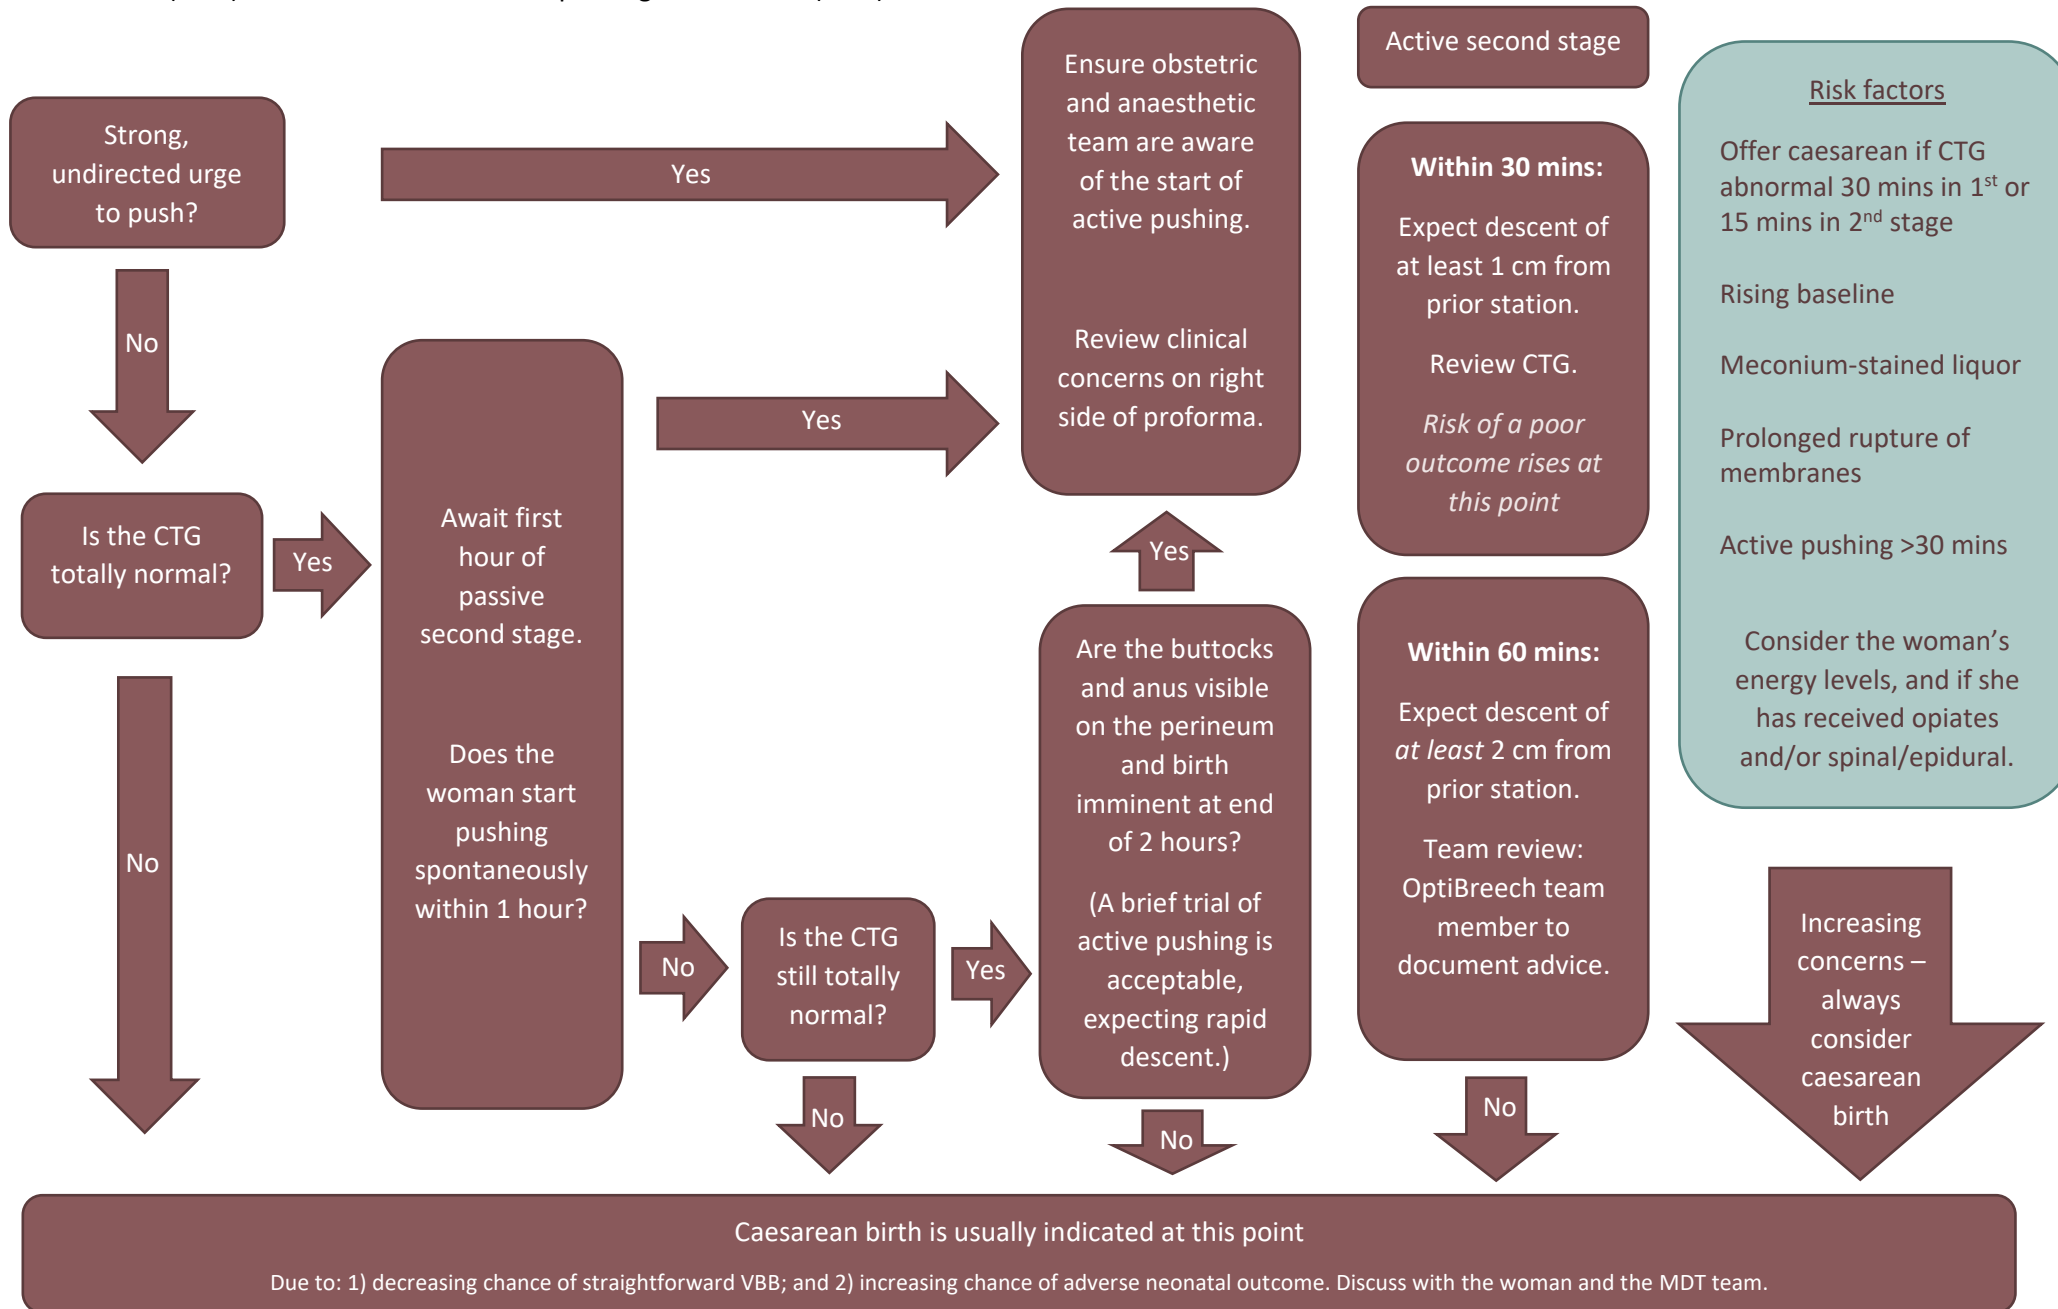 Strong,
undirected urge
to push?
Yes
No
Is the CTG
totally normal?
Yes
No
Await first
hour of
passive
second stage.
Does the
woman start
pushing
spontaneously
within 1 hour?
Yes
No
Is the CTG
still totally
normal?
Yes
No
Ensure obstetric
and anaesthetic
team are aware
of the start of
active pushing.
Review clinical
concerns on right
side of proforma.
Yes
Are the buttocks
and anus visible
on the perineum
and birth
imminent at end
of 2 hours?
(A brief trial of
active pushing is
acceptable,
expecting rapid
descent.)
No
Active second stage
Within 30 mins:
Expect descent of
at least 1 cm from
prior station.
Review CTG.
Risk of a poor
outcome rises at
this point
Within 60 mins:
Expect descent of
at least 2 cm from
prior station.
Team review:
OptiBreech team
member to
document advice.
No
Risk factors
Offer caesarean if CTG
abnormal 30 mins in 1st or
15 mins in 2nd stage
Rising baseline
Meconium-stained liquor
Prolonged rupture of
membranes
Active pushing >30 mins
Consider the woman’s
energy levels, and if she
has received opiates
and/or spinal/epidural.
Increasing
concerns –
always
consider
caesarean
birth
Caesarean birth is usually indicated at this point
Due to: 1) decreasing chance of straightforward VBB; and 2) increasing chance of adverse neonatal outcome. Discuss with the woman and the MDT team.